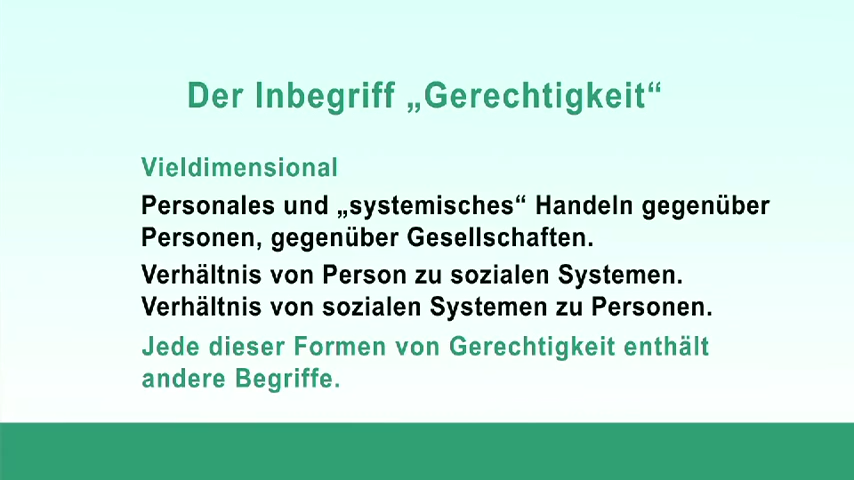 Der Inbegriff „Gerechtigkeit“
Vieldimensional
Personales und „systemisches“ Handeln gegenüber
Personen, gegenüber Gesellschaften.
Verhältnis von Person zu sozialen Systemen.
Verhältnis von sozialen Systemen zu Personen.
Jede dieser Formen von Gerechtigkeit enthält
andere Begriffe.